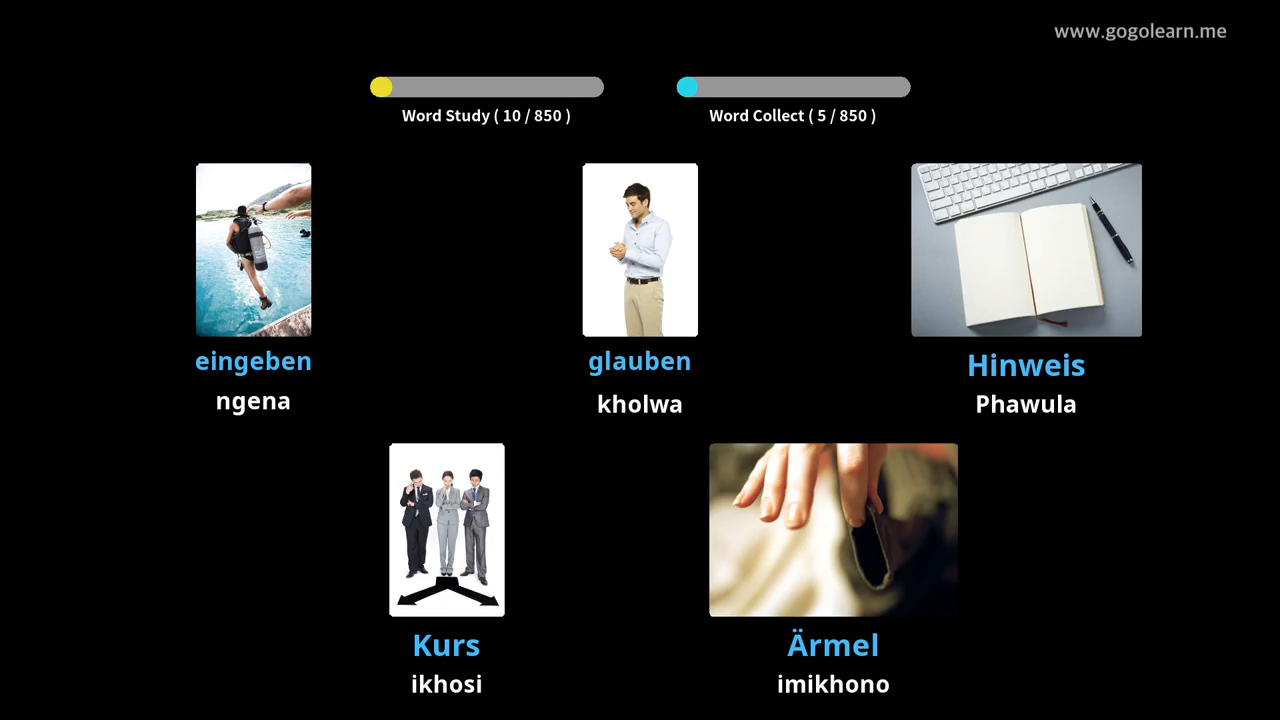 www.gogolearn.me
Word Study ( 10 / 850 )
Word Collect ( 5 / 850 )
eingeben
ngena
glauben
kholwa
Hinweis
Phawula
Kurs
ikhosi
Ärmel
imikhono